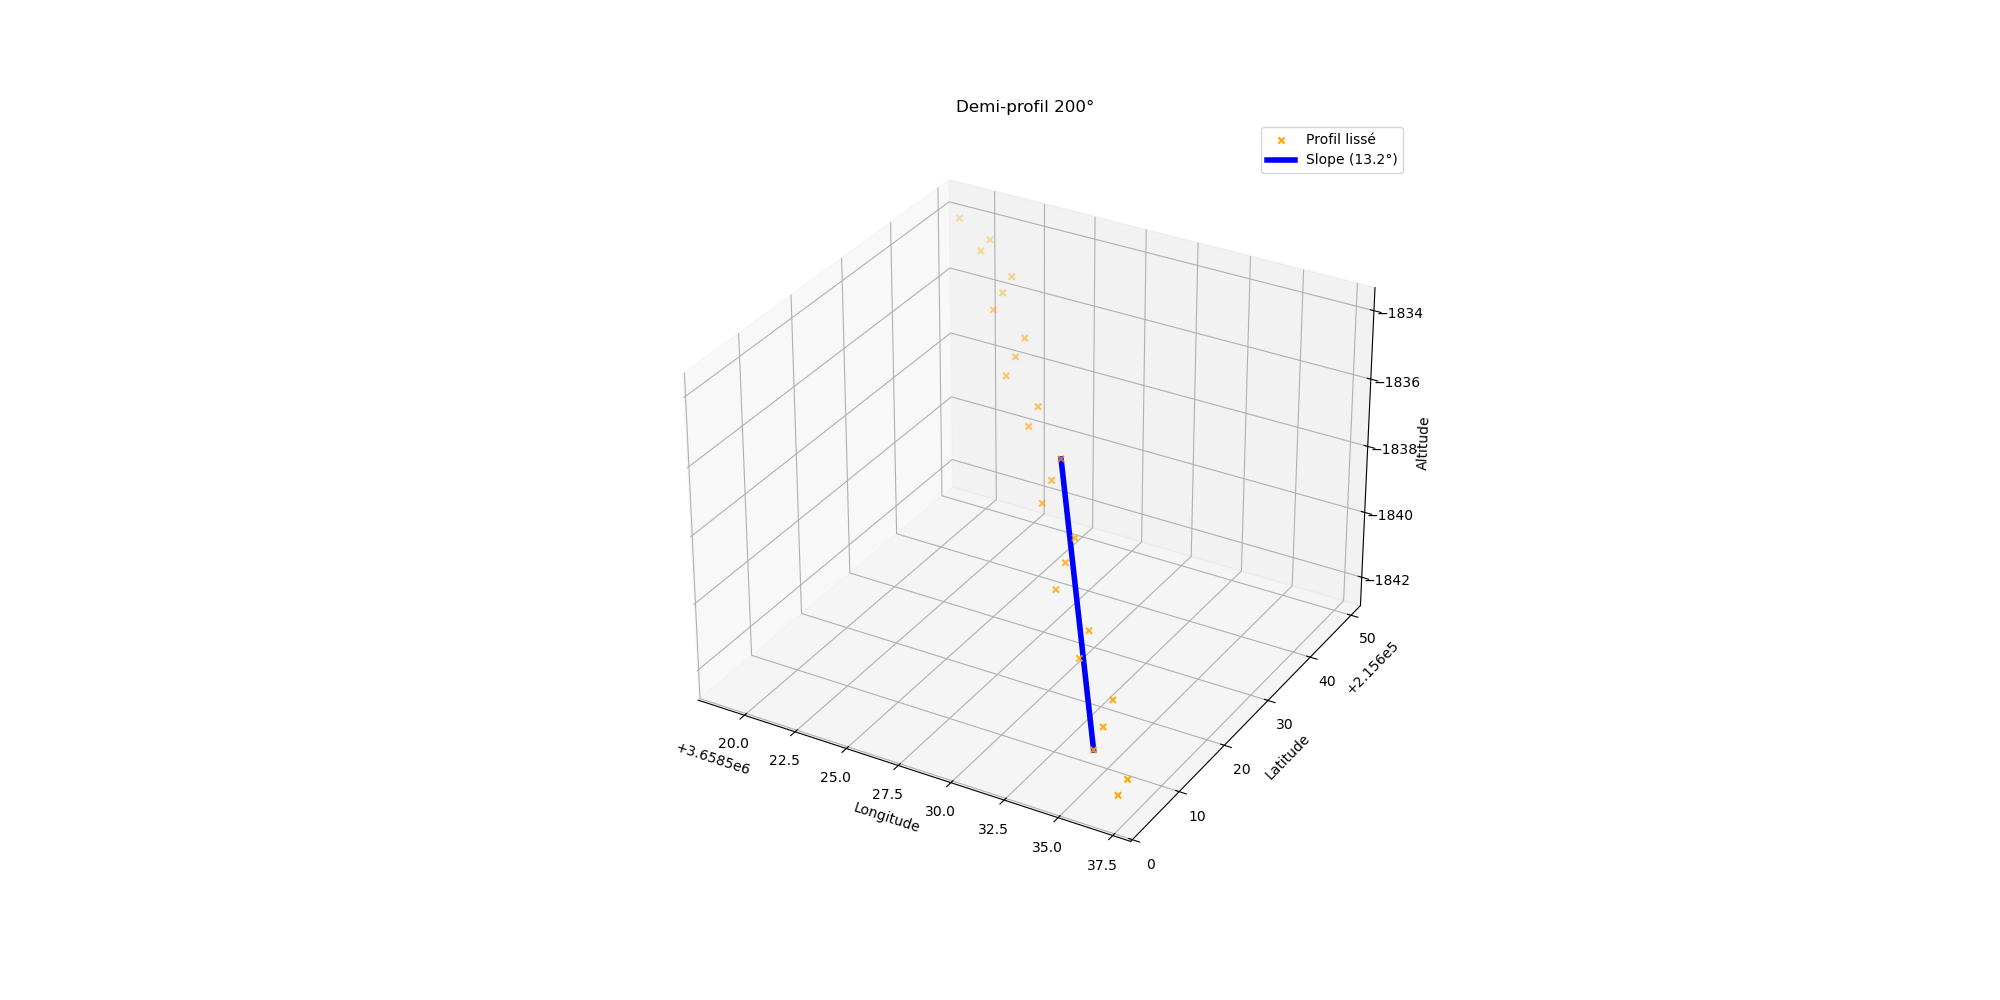 Demi-profil 200°
Profil lissé
Slope (13.2°)
−1834
−1836
−1838
−1840
−1842
Altitude
50
40
30
20
10
0
+2.156e5
Latitude
20.0
22.5
25.0
27.5
30.0
32.5
35.0
37.5
+3.6585e6
Longitude